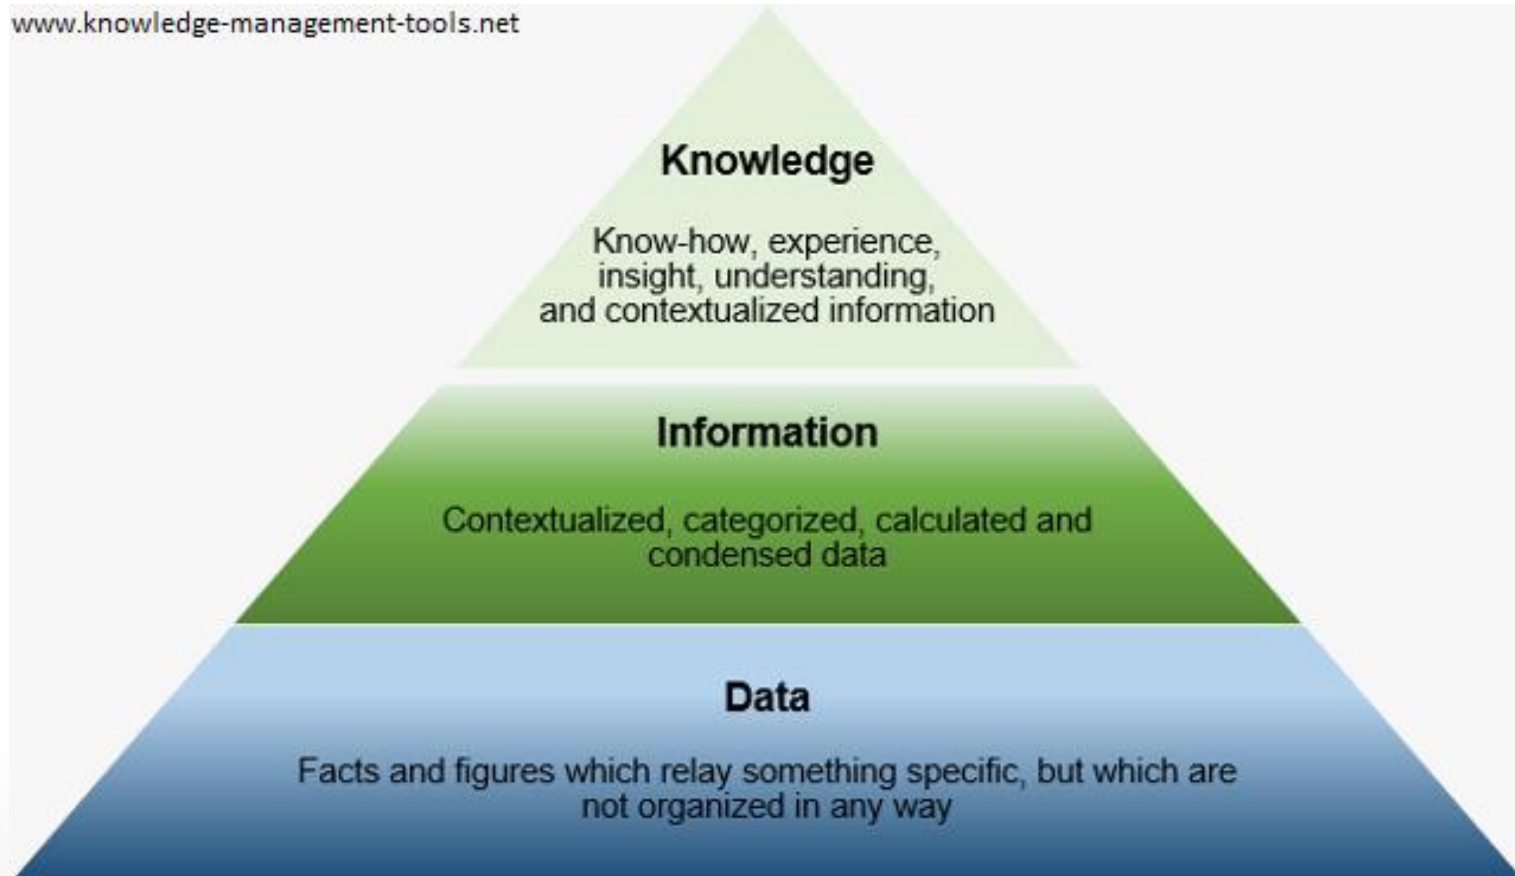 www.knowledge-management-tools.net
Knowledge
Know-how, experience,
insight, understanding,
and contextualized information
Information
Contextualized, categorized, calculated and
condensed data
Data
Facts and figures which relay something specific, but which are
not organized in any way